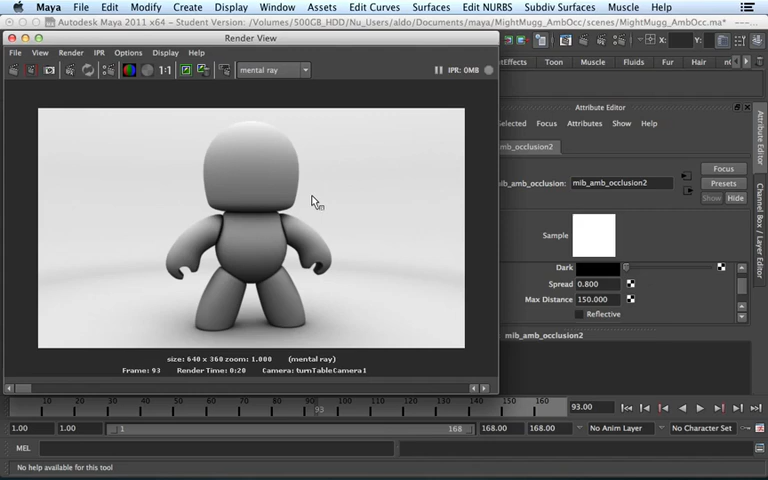 Maya File Edit Modify Create Display Window Assets Edit Curves Surfaces Edit NURBS Subdiv Surfaces Muscle Help
Autodesk Maya 2011 x64 - Student Version: /Volumes/500GB_HDD/Nu_Users/aldo/Documents/maya/MightMugg_AmbOcc/scenes/MightMugg_AmbOcc.ma*
Render View
File View Render IPR Options Display Help
1:1 mental ray IPR: 0MB
X: Y:
Effects Toon Muscle Fluids Fur Hair
Attribute Editor
Selected Focus Attributes Show Help
mb_occlusion2
mib_amb_occlusion: mib_amb_occlusion2
Focus
Presets
Show Hide
Sample
Dark
Spread 0.800
Max Distance 150.000
Reflective
mib_amb_occlusion2
Attribute Editor
Channel Box / Layer Editor
size: 640 x 360 zoom: 1.000 (mental ray)
Frame: 93 Render Time: 0:20 Camera: turnTableCamera1
10 20 30 40 50 60 70 80 93 100 110 120 130 140 150 160 93.00
1.00 1.00 1 168 168.00 168.00 No Anim Layer No Character Set
MEL
No help available for this tool